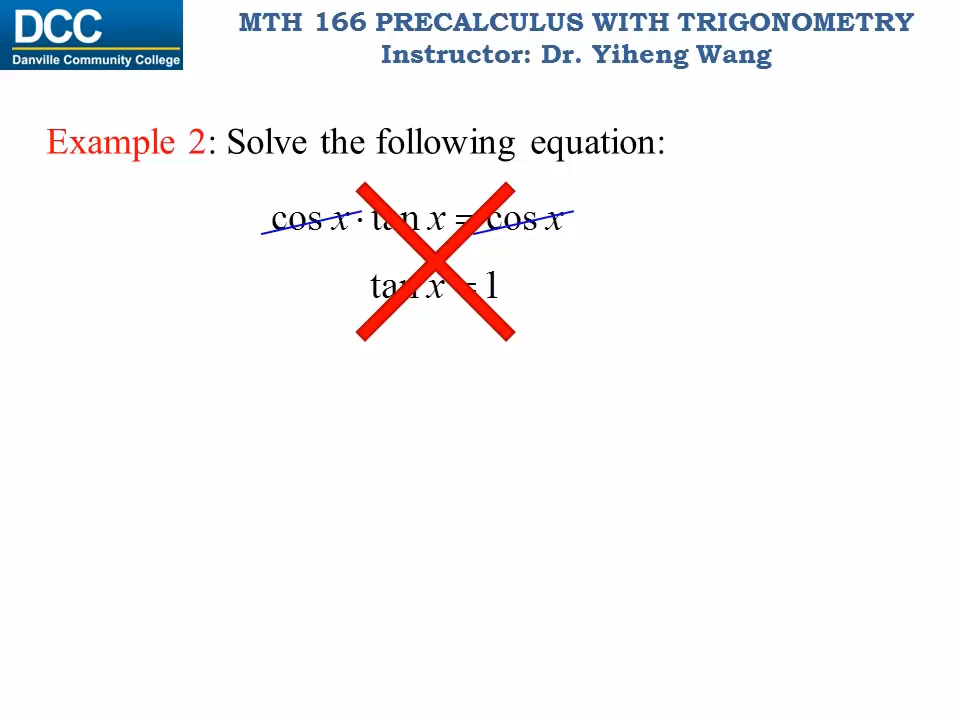 DCC
Danville Community College
MTH 166 PRECALCULUS WITH TRIGONOMETRY
Instructor: Dr. Yiheng Wang
Example 2: Solve the following equation:
cos x · tan x = cos x
tan x = 1